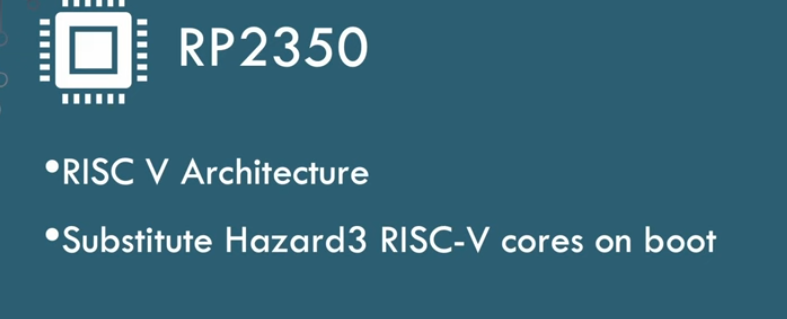 RP2350
•RISC V Architecture
•Substitute Hazard3 RISC-V cores on boot